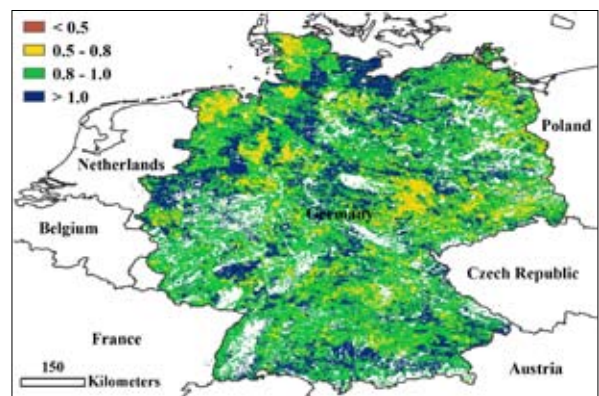 < 0.5
0.5 - 0.8
0.8 - 1.0
> 1.0
Poland
Netherlands
Germany
Belgium
Czech Republic
France
Austria
150
Kilometers